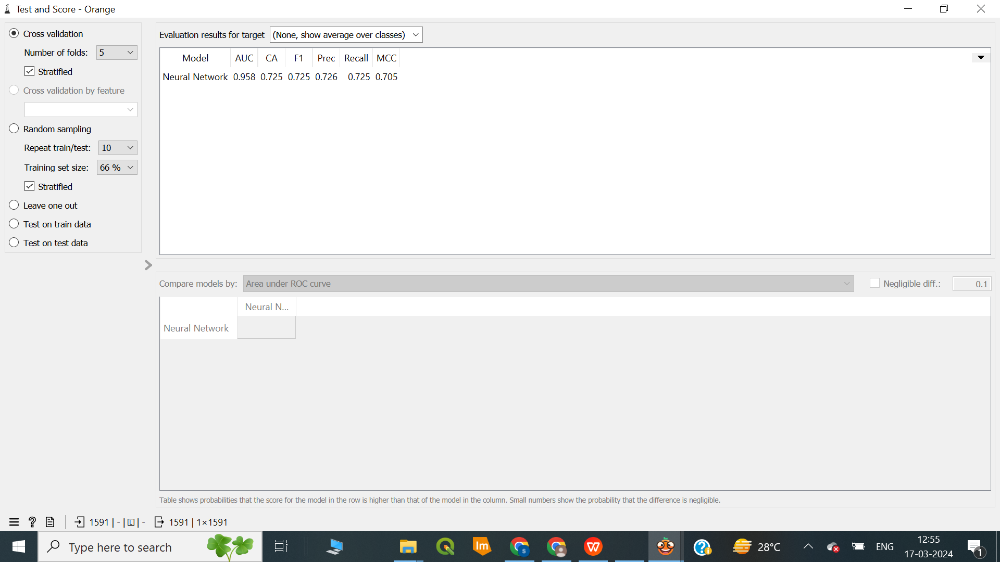 Test and Score - Orange
Cross validation
Number of folds: 5
Stratified
Cross validation by feature
Random sampling
Repeat train/test: 10
Training set size: 66 %
Stratified
Leave one out
Test on train data
Test on test data
Evaluation results for target (None, show average over classes)
Model AUC CA F1 Prec Recall MCC
Neural Network 0.958 0.725 0.725 0.726 0.725 0.705
Compare models by: Area under ROC curve Negligible diff.: 0.1
Neural N...
Neural Network
Table shows probabilities that the score for the model in the row is higher than that of the model in the column. Small numbers show the probability that the difference is negligible.
1591 | - | L | - 1591 | 1×1591
Type here to search
Im
s
W
28°C
ENG
12:55
17-03-2024
1